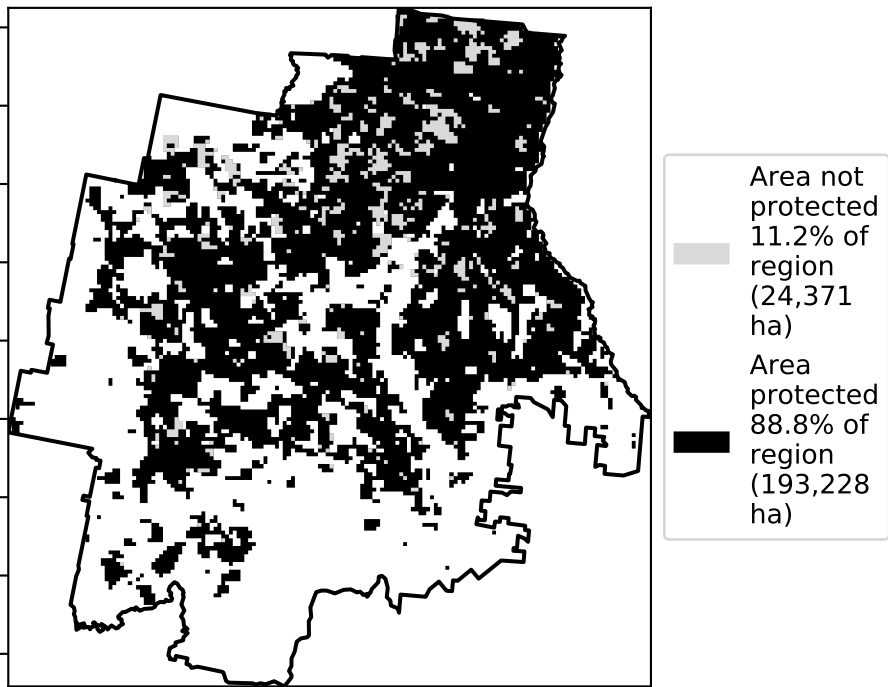 Area not
protected
11.2% of
region
(24,371
ha)
Area
protected
88.8% of
region
(193,228
ha)